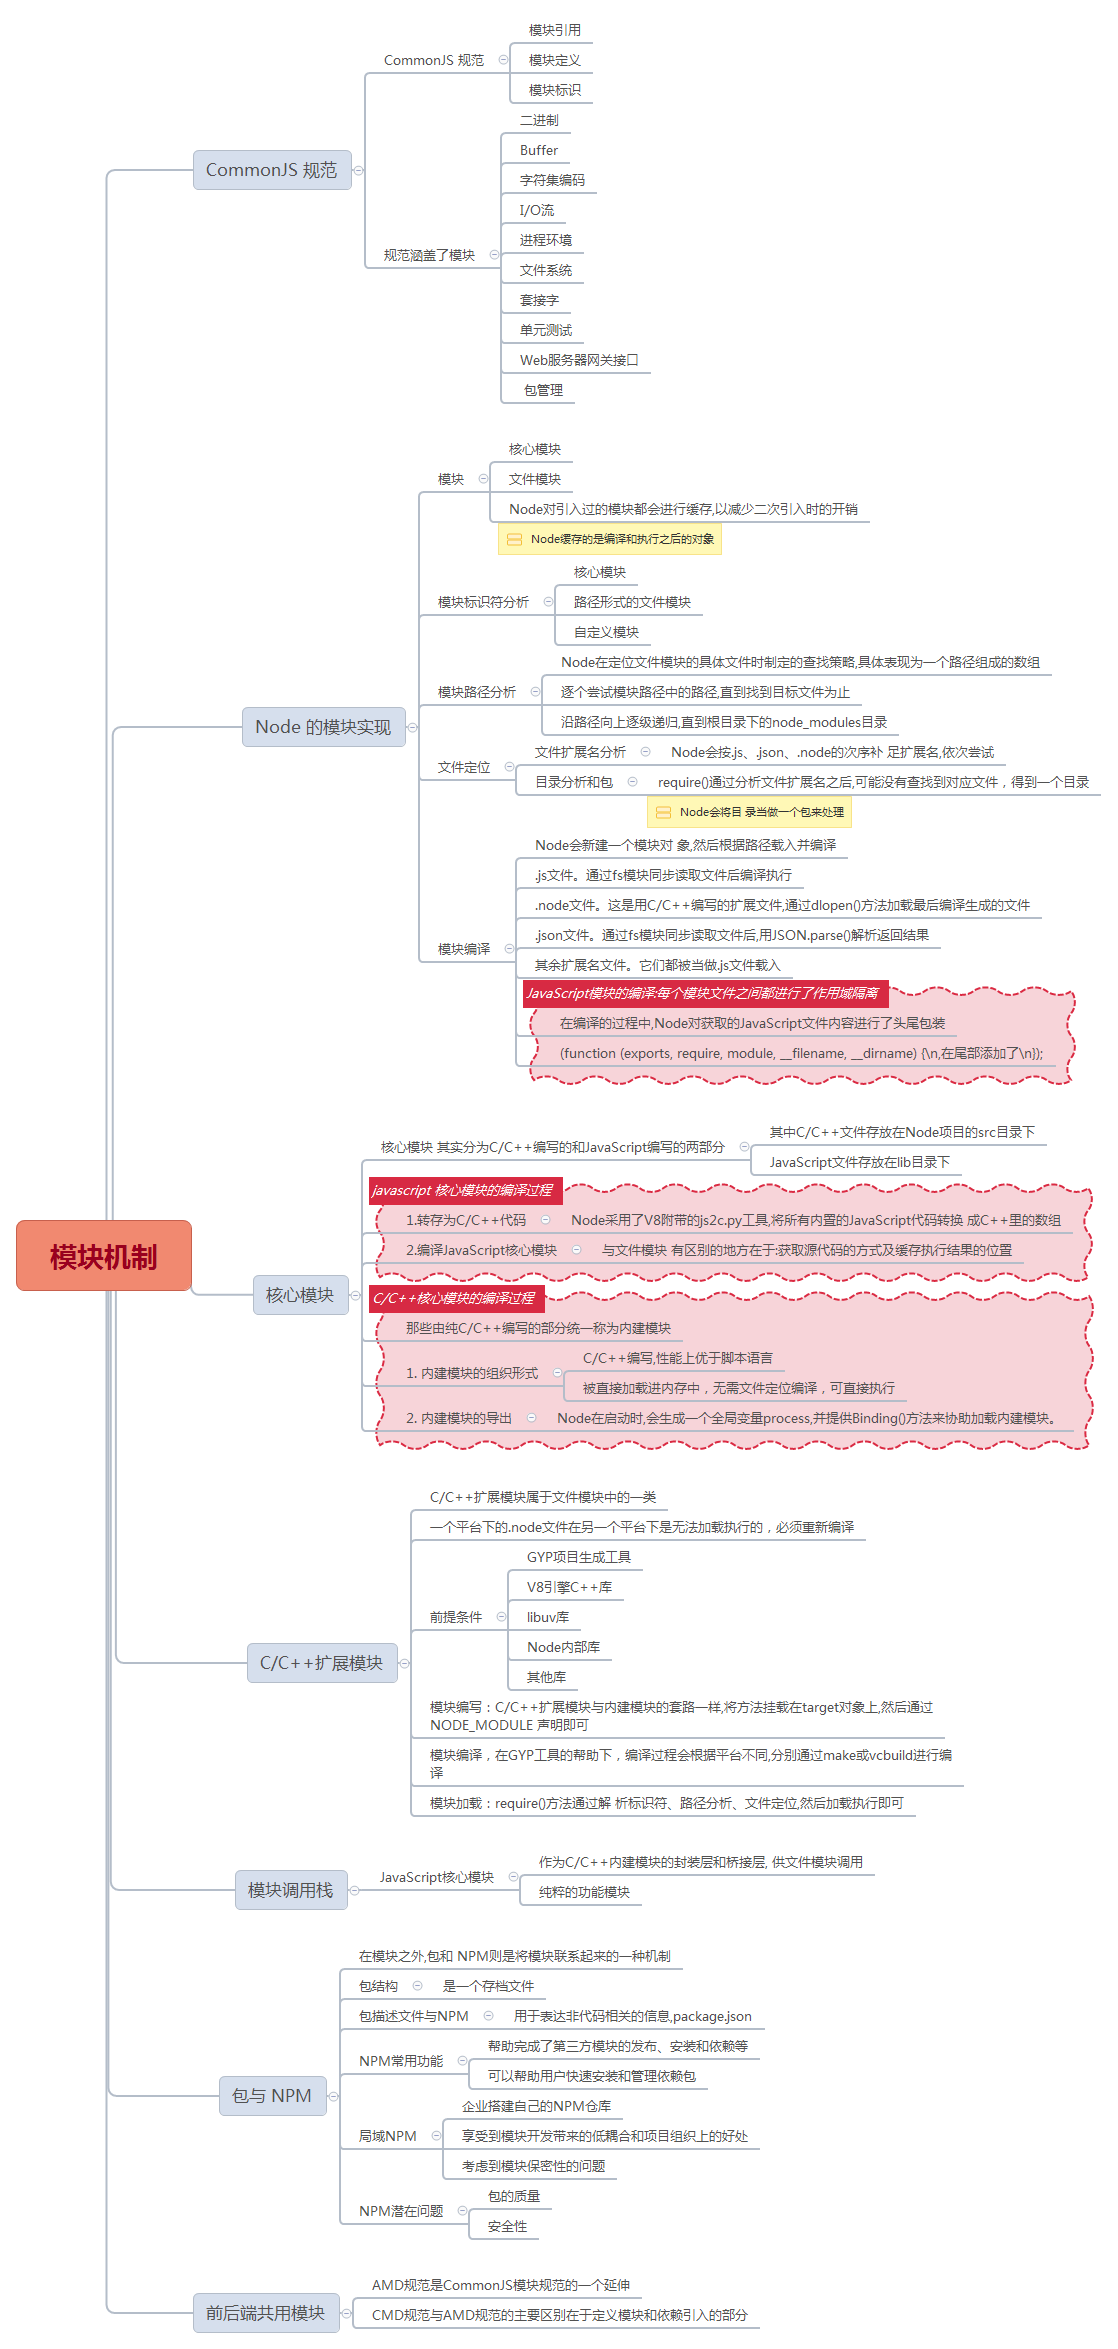 模块机制
CommonJS 规范
CommonJS 规范
模块引用
模块定义
模块标识
规范涵盖了模块
二进制
Buffer
字符集编码
I/O流
进程环境
文件系统
套接字
单元测试
Web服务器网关接口
包管理
Node 的模块实现
模块
核心模块
文件模块
Node对引入过的模块都会进行缓存,以减少二次引入时的开销
Node缓存的是编译和执行之后的对象
模块标识符分析
核心模块
路径形式的文件模块
自定义模块
模块路径分析
Node在定位文件模块的具体文件时制定的查找策略,具体表现为一个路径组成的数组
逐个尝试模块路径中的路径,直到找到目标文件为止
沿路径向上逐级递归,直到根目录下的node_modules目录
文件定位
文件扩展名分析
Node会按.js、.json、.node的次序补 足扩展名,依次尝试
目录分析和包
require()通过分析文件扩展名之后,可能没有查找到对应文件，得到一个目录
Node会将目 录当做一个包来处理
模块编译
Node会新建一个模块对 象,然后根据路径载入并编译
.js文件。通过fs模块同步读取文件后编译执行
.node文件。这是用C/C++编写的扩展文件,通过dlopen()方法加载最后编译生成的文件
.json文件。通过fs模块同步读取文件后,用JSON.parse()解析返回结果
其余扩展名文件。它们都被当做.js文件载入
JavaScript模块的编译:每个模块文件之间都进行了作用域隔离
在编译的过程中,Node对获取的JavaScript文件内容进行了头尾包装
(function (exports, require, module, __filename, __dirname) {\n,在尾部添加了\n});
核心模块
核心模块 其实分为C/C++编写的和JavaScript编写的两部分
其中C/C++文件存放在Node项目的src目录下
JavaScript文件存放在lib目录下
javascript 核心模块的编译过程
1.转存为C/C++代码
Node采用了V8附带的js2c.py工具,将所有内置的JavaScript代码转换 成C++里的数组
2.编译JavaScript核心模块
与文件模块 有区别的地方在于:获取源代码的方式及缓存执行结果的位置
C/C++核心模块的编译过程
那些由纯C/C++编写的部分统一称为内建模块
1. 内建模块的组织形式
C/C++编写,性能上优于脚本语言
被直接加载进内存中，无需文件定位编译，可直接执行
2. 内建模块的导出
Node在启动时,会生成一个全局变量process,并提供Binding()方法来协助加载内建模块。
C/C++扩展模块
C/C++扩展模块属于文件模块中的一类
一个平台下的.node文件在另一个平台下是无法加载执行的，必须重新编译
前提条件
GYP项目生成工具
V8引擎C++库
libuv库
Node内部库
其他库
模块编写：C/C++扩展模块与内建模块的套路一样,将方法挂载在target对象上,然后通过
NODE_MODULE 声明即可
模块编译，在GYP工具的帮助下，编译过程会根据平台不同,分别通过make或vcbuild进行编
译
模块加载：require()方法通过解 析标识符、路径分析、文件定位,然后加载执行即可
模块调用栈
JavaScript核心模块
作为C/C++内建模块的封装层和桥接层, 供文件模块调用
纯粹的功能模块
包与 NPM
在模块之外,包和 NPM则是将模块联系起来的一种机制
包结构
是一个存档文件
包描述文件与NPM
用于表达非代码相关的信息,package.json
NPM常用功能
帮助完成了第三方模块的发布、安装和依赖等
可以帮助用户快速安装和管理依赖包
局域NPM
企业搭建自己的NPM仓库
享受到模块开发带来的低耦合和项目组织上的好处
考虑到模块保密性的问题
NPM潜在问题
包的质量
安全性
前后端共用模块
AMD规范是CommonJS模块规范的一个延伸
CMD规范与AMD规范的主要区别在于定义模块和依赖引入的部分